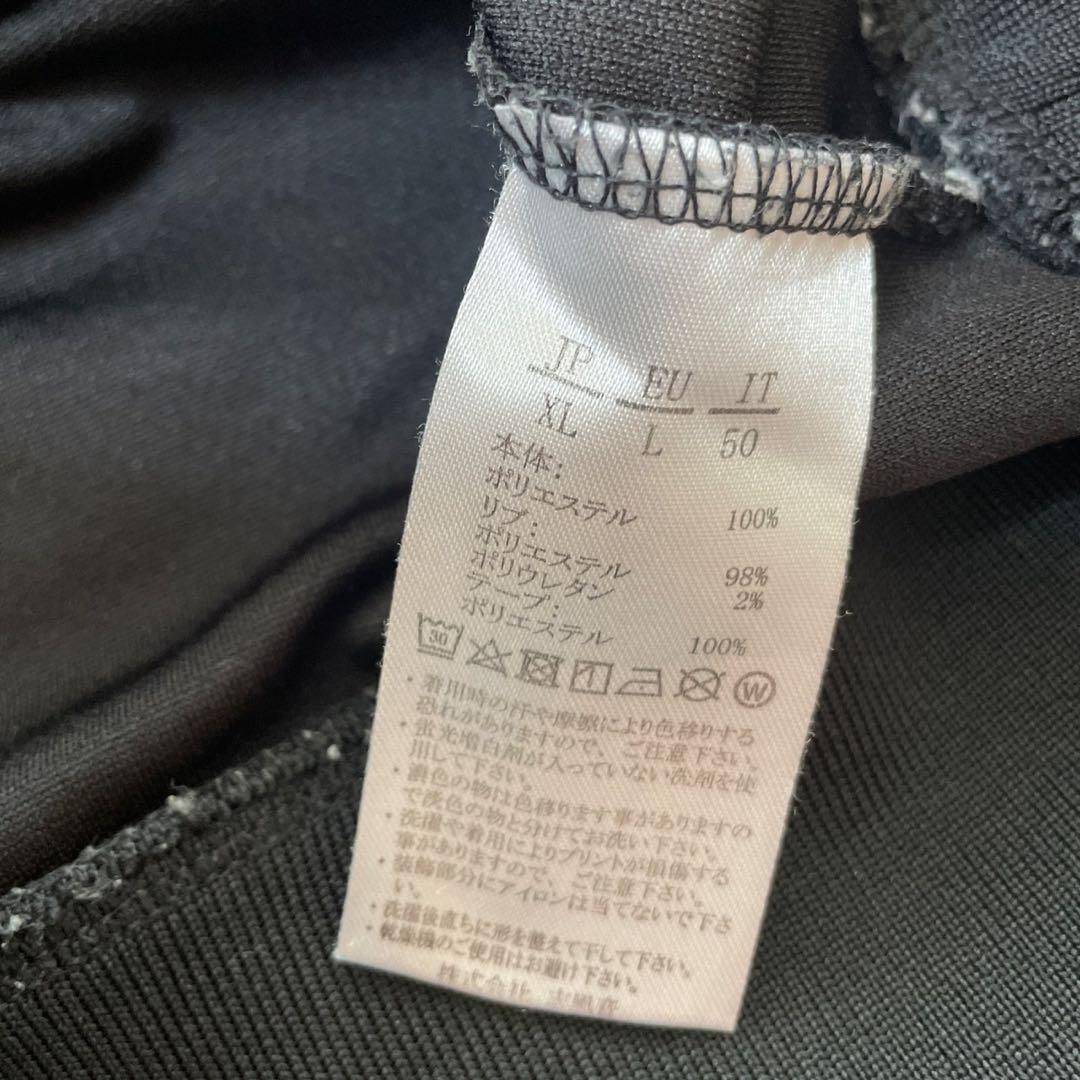 JP EU IT
XL L 50
本体:
ポリエステル 100%
リブ:
ポリエステル 98%
ポリウレタン 2%
テープ:
ポリエステル 100%
30 W
・着用時の汗や摩擦により色移りする
恐れがありますので、ご注意下さい。
・蛍光増白剤が入っていない洗剤を使
用して下さい。
・濃色の物は色移ります事がありますの
で淡色の物と分けてお洗い下さい。
・洗濯や着用によりプリントが損傷する
事がありますので、ご注意下さい。
・装飾部分にアイロンは当てないで下さ
い。
・洗濯後直ちに形を整えて干して下さい。
・乾燥機のご使用はお避け下さい。
株式会社